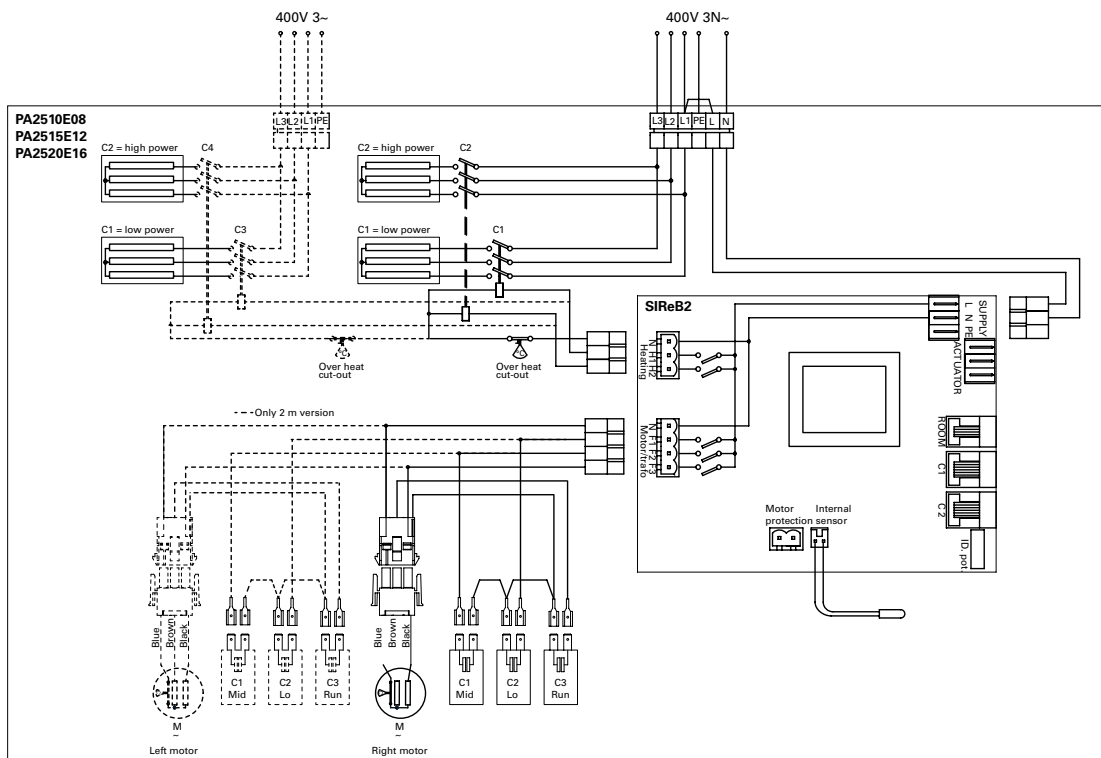 400V 3~
400V 3N~
PA2510E08
PA2515E12
PA2520E16
L3 L2 L1 PE
L3 L2 L1 PE L N
C2 = high power
C4
C2 = high power
C2
C1 = low power
C3
C1 = low power
C1
SIReB2
L N PE
SUPPLY
ACTUATOR
°C
Over heat
cut-out
°C
Over heat
cut-out
N H1 H2
Heating
---Only 2 m version
N F1 F2 F3
Motor/trafo
ROOM
C1
C 2
ID. pot.
Motor
protection
Internal
sensor
Blue
Brown
Black
Blue
Brown
Black
C1
Mid
C2
Lo
C3
Run
C1
Mid
C2
Lo
C3
Run
M
~
Left motor
M
~
Right motor